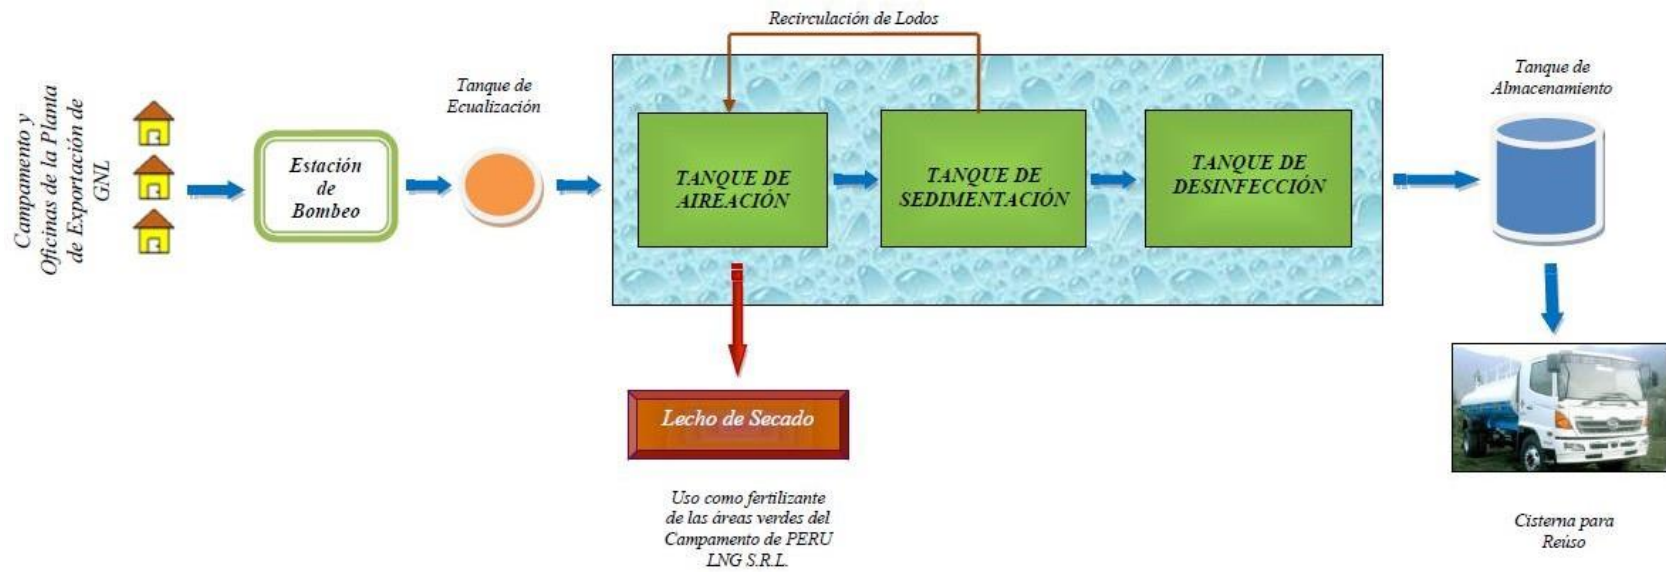 Recirculación de Lodos
Campamento y
Oficinas de la Planta
de Exportación de
GNL
Estación
de
Bombeo
Tanque de
Ecualización
TANQUE DE
AIREACIÓN
TANQUE DE
SEDIMENTACIÓN
TANQUE DE
DESINFECCIÓN
Tanque de
Almacenamiento
Lecho de Secado
Uso como fertilizante
de las áreas verdes del
Campamento de PERU
LNG S.R.L.
Cisterna para
Reúso